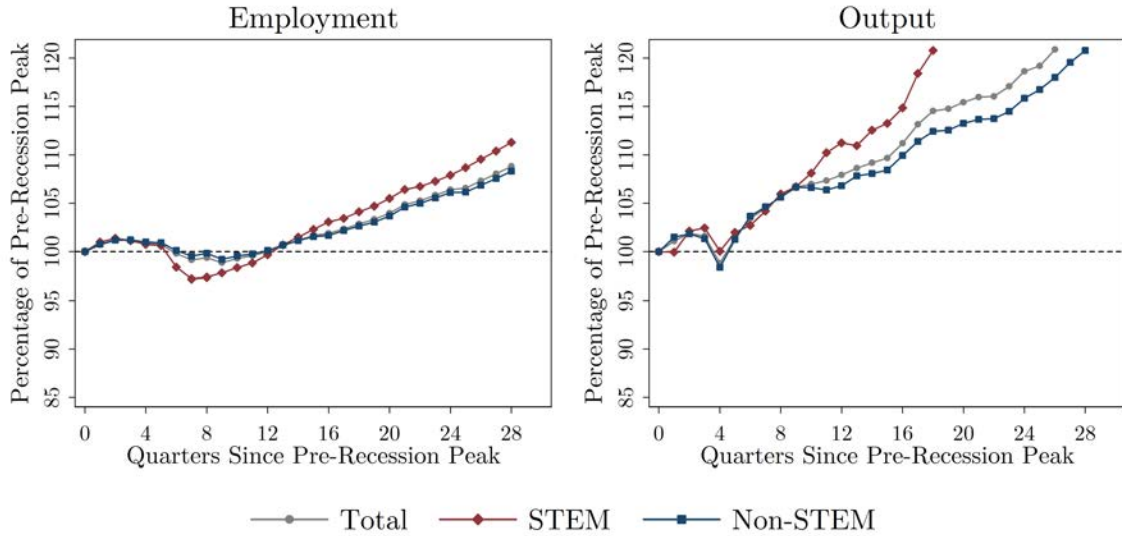 Employment
Percentage of Pre-Recession Peak
120
115
110
105
100
95
90
85
0 4 8 12 16 20 24 28
Quarters Since Pre-Recession Peak
Output
Percentage of Pre-Recession Peak
120
115
110
105
100
95
90
85
0 4 8 12 16 20 24 28
Quarters Since Pre-Recession Peak
Total STEM Non-STEM